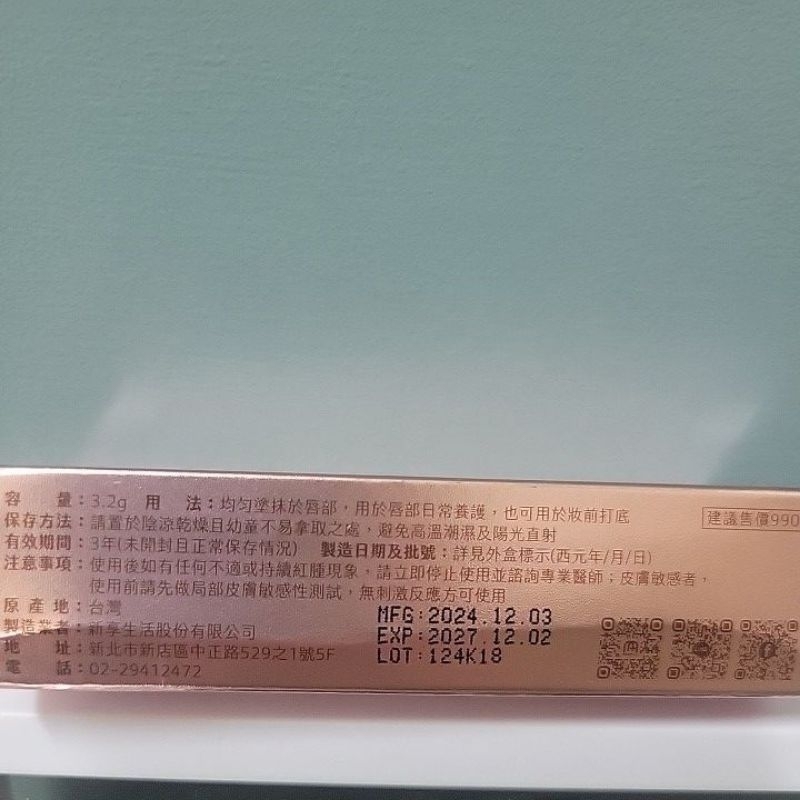 容 量：3.2g 用 法：均勻塗抹於唇部，用於唇部日常養護，也可用於妝前打底
保存方法：請置於陰涼乾燥且幼童不易拿取之處，避免高溫潮濕及陽光直射
建議售價990
有效期間：3年(未開封且正常保存情況) 製造日期及批號：詳見外盒標示(西元年/月/日)
注意事項：使用後如有任何不適或持續紅腫現象，請立即停止使用並諮詢專業醫師；皮膚敏感者，
使用前請先做局部皮膚敏感性測試，無刺激反應方可使用
原 產 地：台灣
製造業者：新享生活股份有限公司
地 址：新北市新店區中正路529之1號5F
電 話：02-29412472
MFG:2024.12.03
EXP:2027.12.02
LOT:124K18